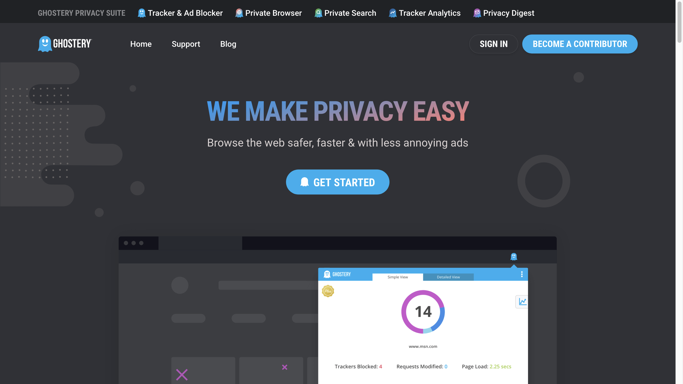 GHOSTERY PRIVACY SUITE Tracker & Ad Blocker Private Browser Private Search Tracker Analytics Privacy Digest
GHOSTERY Home Support Blog SIGN IN BECOME A CONTRIBUTOR
WE MAKE PRIVACY EASY
Browse the web safer, faster & with less annoying ads
GET STARTED
GHOSTERY Simple View Detailed View
14
www.msn.com
Trackers Blocked: 4 Requests Modified: 0 Page Load: 2.25 secs